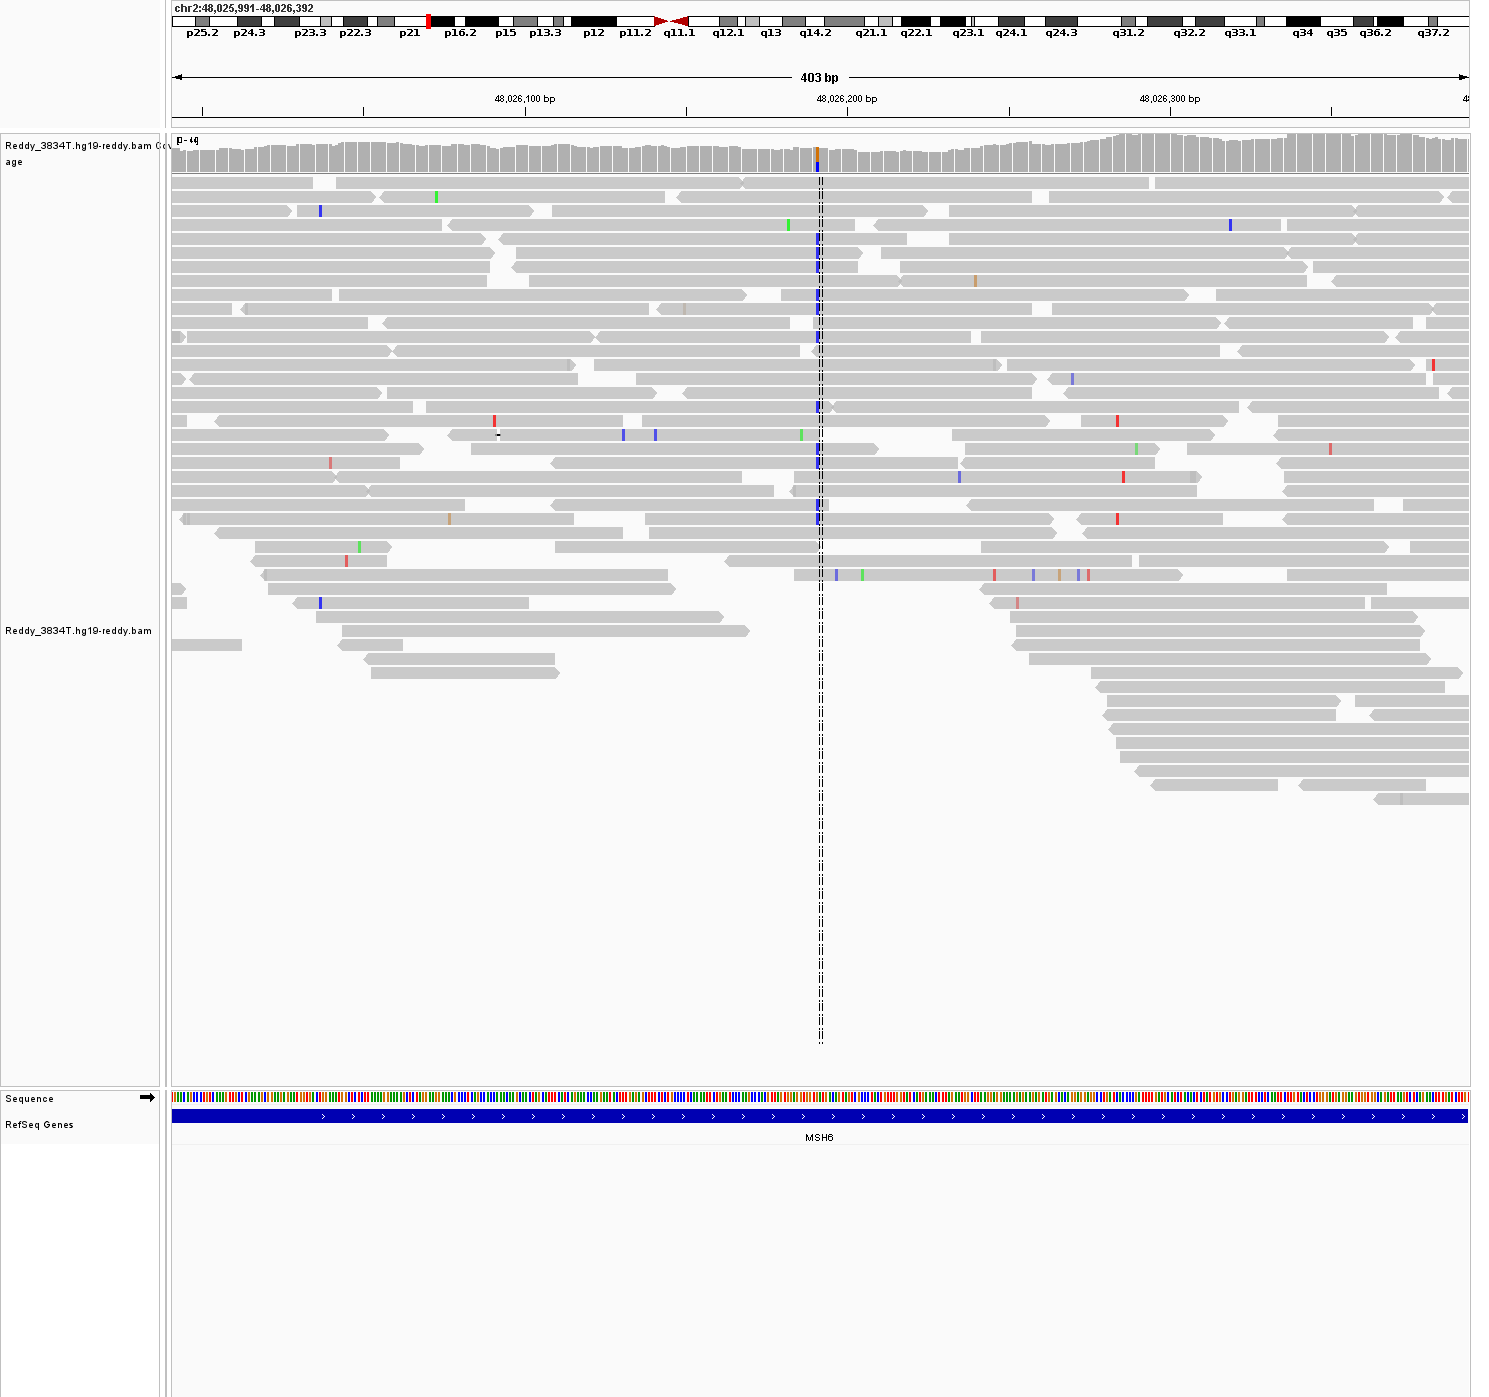 chr2:48,025,991-48,026,392
p25.2 p24.3 p23.3 p22.3 p21 p16.2 p15 p13.3 p12 p11.2 q11.1 q12.1 q13 q14.2 q21.1 q22.1 q23.1 q24.1 q24.3 q31.2 q32.2 q33.1 q34 q35 q36.2 q37.2
403 bp
48,026,100 bp 48,026,200 bp 48,026,300 bp
Reddy_3834T.hg19-reddy.bam Cov
age
Reddy_3834T.hg19-reddy.bam
Sequence
RefSeq Genes
MSH6